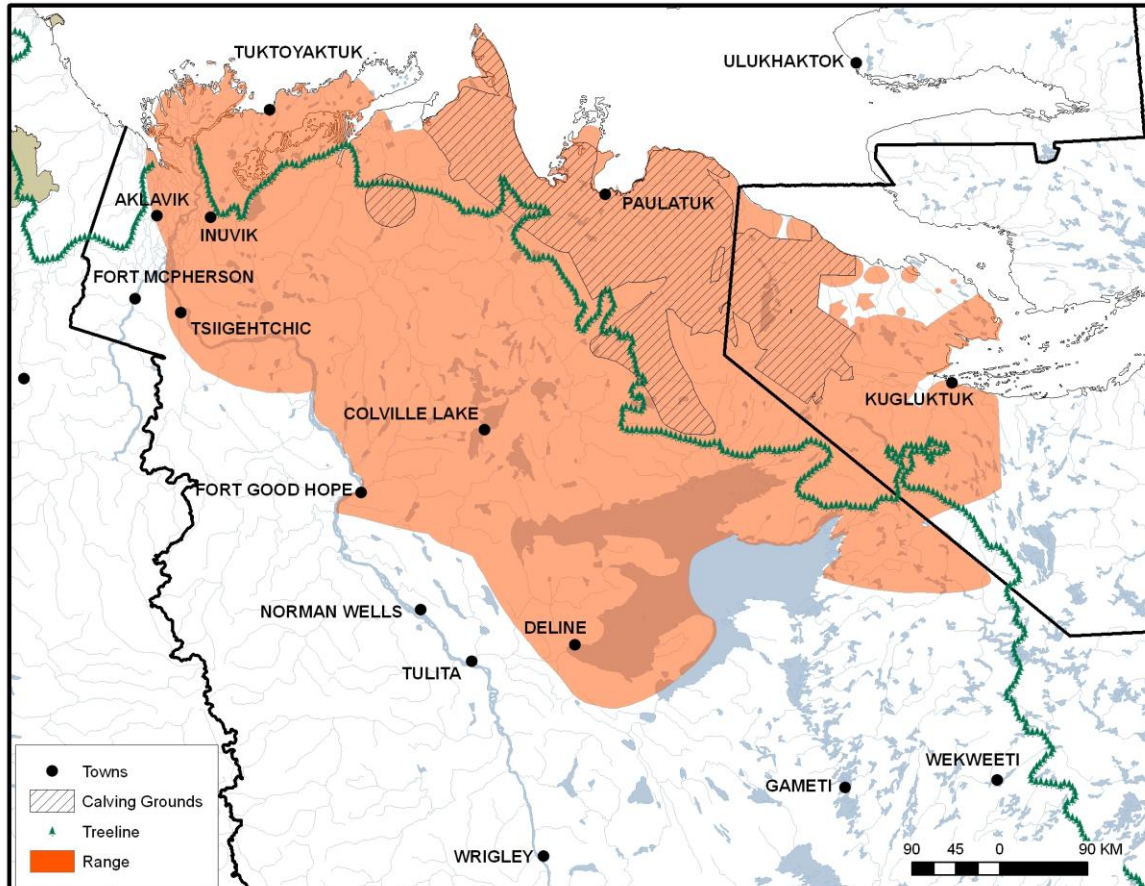 TUKTOYAKTUK
ULUKHAKTOK
AKLAVIK
INUVIK
PAULATUK
FORT MCPHERSON
TSIIGEHTCHIC
KUGLUKTUK
COLVILLE LAKE
FORT GOOD HOPE
NORMAN WELLS
DELINE
TULITA
WEKWEETI
GAMETI
WRIGLEY
Towns
Calving Grounds
Treeline
Range
90 45 0 90 KM